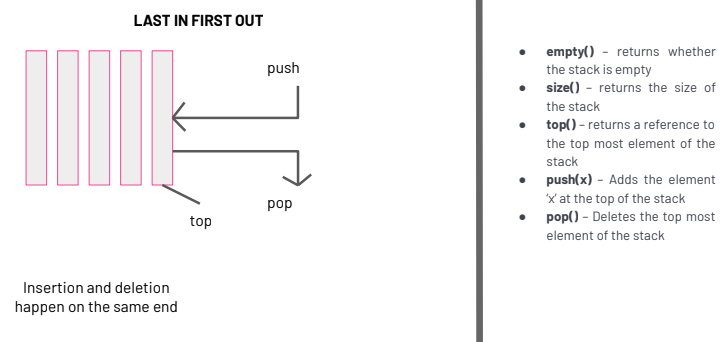 LAST IN FIRST OUT
push
pop
top
Insertion and deletion
happen on the same end
● empty() – returns whether
the stack is empty
● size() – returns the size of
the stack
● top() – returns a reference to
the top most element of the
stack
● push(x) – Adds the element
‘x’ at the top of the stack
● pop() – Deletes the top most
element of the stack